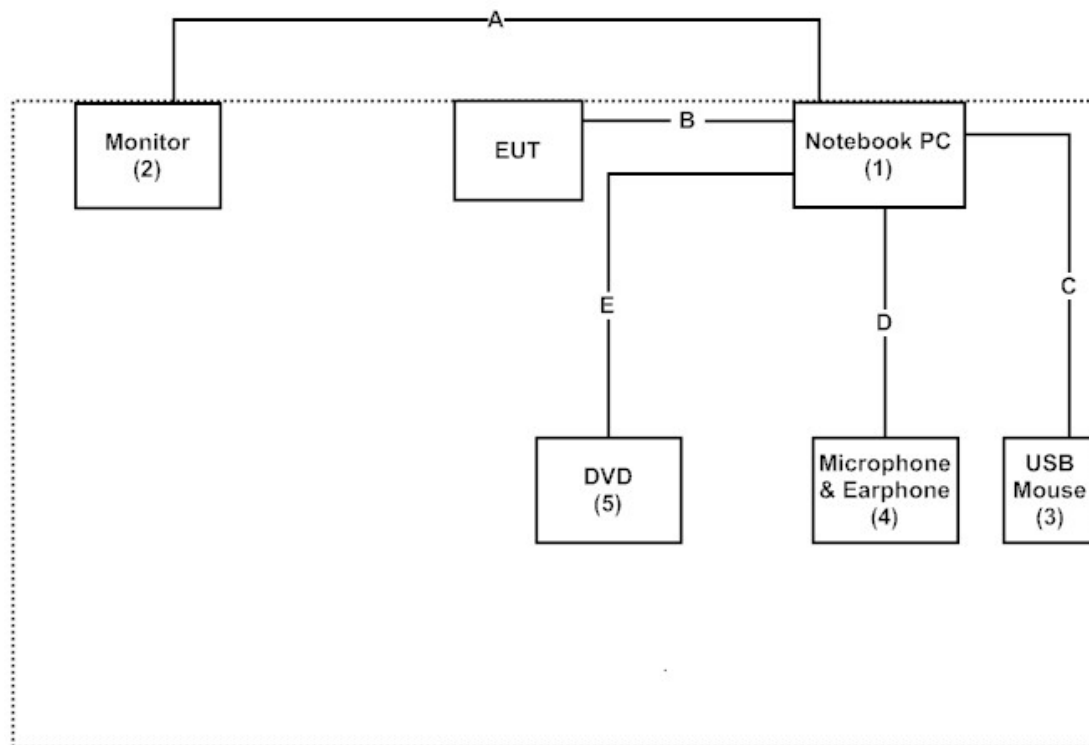 A
Monitor
(2)
EUT
B
Notebook PC
(1)
E
D
C
DVD
(5)
Microphone
& Earphone
(4)
USB
Mouse
(3)